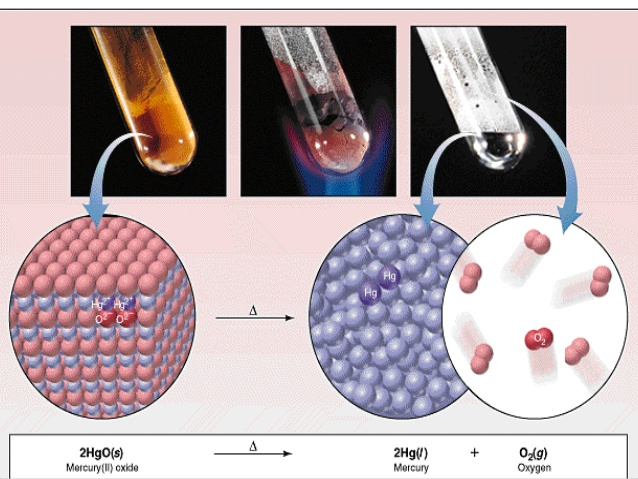 Hg²⁺ Hg²⁺
O²⁻ O²⁻
Δ
Hg
Hg
O₂
2HgO(s) Δ 2Hg(l) + O₂(g)
Mercury(II) oxide Mercury Oxygen